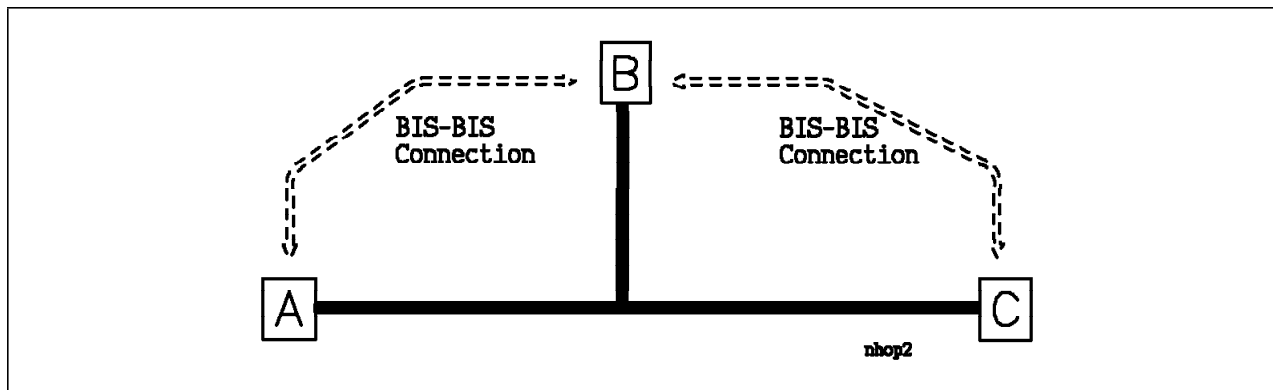 B
BIS-BIS
Connection
BIS-BIS
Connection
A
C
nhop2